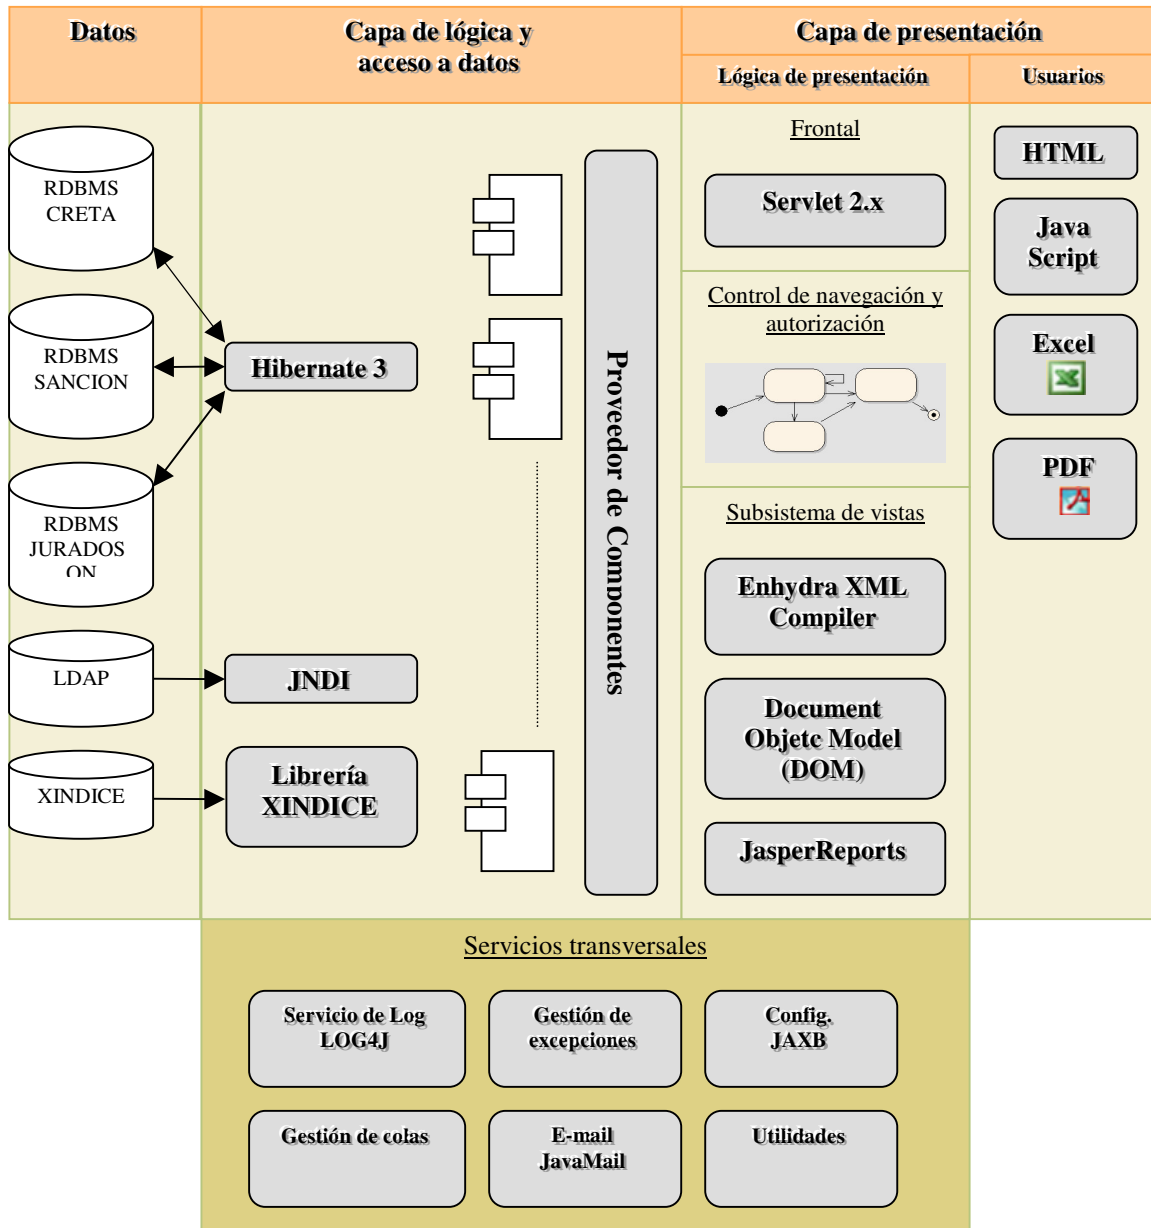 Datos
Capa de lógica y
acceso a datos
Capa de presentación
Lógica de presentación
Usuarios
RDBMS
CRETA
RDBMS
SANCION
RDBMS
JURADOS
ON
LDAP
XINDICE
Hibernate 3
JNDI
Librería
XINDICE
Proveedor de Componentes
Frontal
Servlet 2.x
Control de navegación y
autorización
Subsistema de vistas
Enhydra XML
Compiler
Document
Objetc Model
(DOM)
JasperReports
HTML
Java
Script
Excel
PDF
Servicios transversales
Servicio de Log
LOG4J
Gestión de
excepciones
Config.
JAXB
Gestión de colas
E-mail
JavaMail
Utilidades